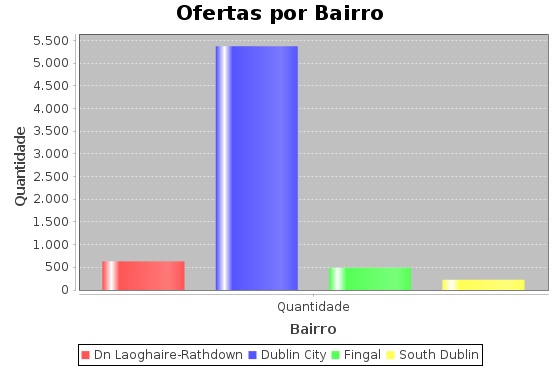 Ofertas por Bairro
Quantidade
5.500
5.000
4.500
4.000
3.500
3.000
2.500
2.000
1.500
1.000
500
0
Quantidade
Bairro
Dn Laoghaire-Rathdown Dublin City Fingal South Dublin